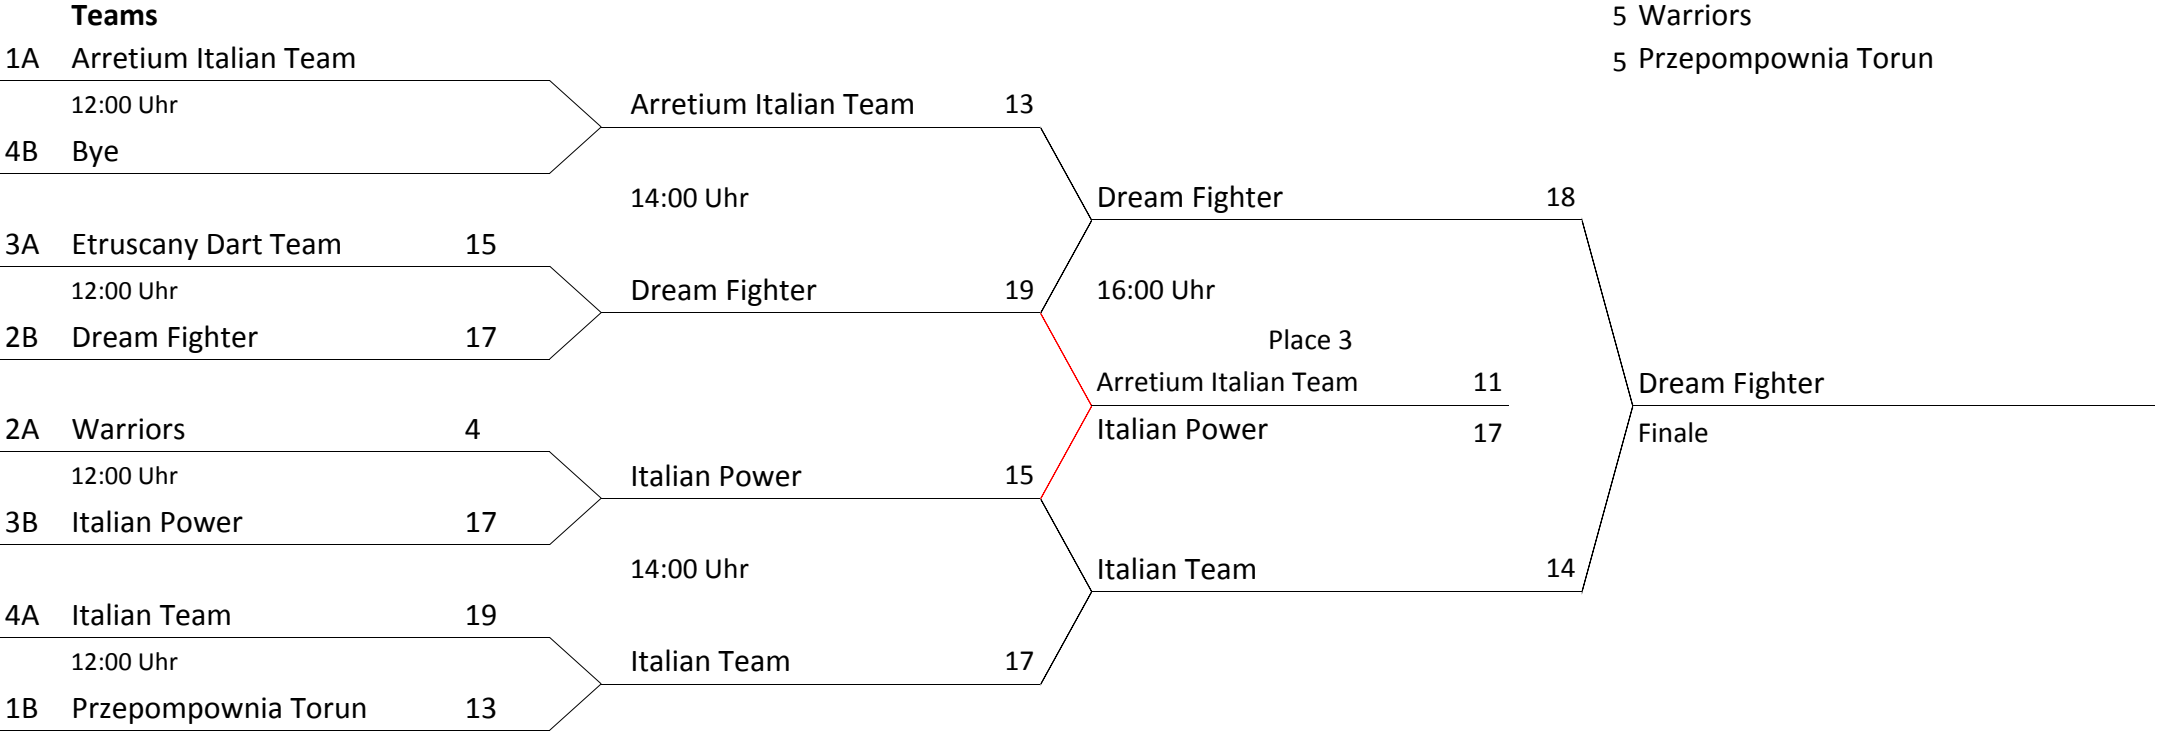 Teams 5 Warriors
1A Arretium Italian Team 5 Przepompownia Torun
12:00 Uhr Arretium Italian Team 13
4B Bye
14:00 Uhr Dream Fighter 18
3A Etruscany Dart Team 15
12:00 Uhr Dream Fighter 19 16:00 Uhr
2B Dream Fighter 17 Place 3
Arretium Italian Team 11 Dream Fighter
2A Warriors 4 Italian Power 17 Finale
12:00 Uhr Italian Power 15
3B Italian Power 17
14:00 Uhr Italian Team 14
4A Italian Team 19
12:00 Uhr Italian Team 17
1B Przepompownia Torun 13